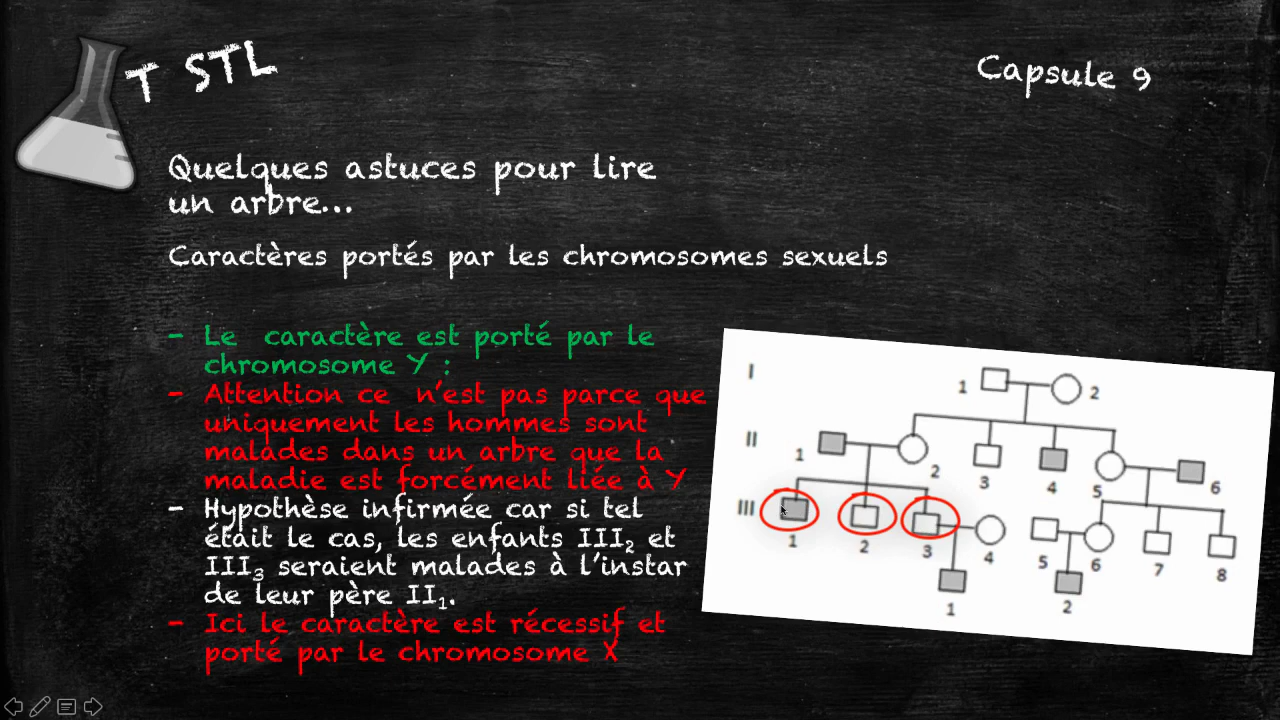 T STL
Capsule 9
Quelques astuces pour lire
un arbre...
Caractères portés par les chromosomes sexuels
- Le caractère est porté par le
chromosome Y :
- Attention ce n'est pas parce que
uniquement les hommes sont
malades dans un arbre que la
maladie est forcément liée à Y
- Hypothèse infirmée car si tel
était le cas, les enfants III2 et
III3 seraient malades à l'instar
de leur père II1.
- Ici le caractère est récessif et
porté par le chromosome X
I
1 2
II
1 2 3 4 5 6
III
1 2 3 4 5 6 7 8
1 2